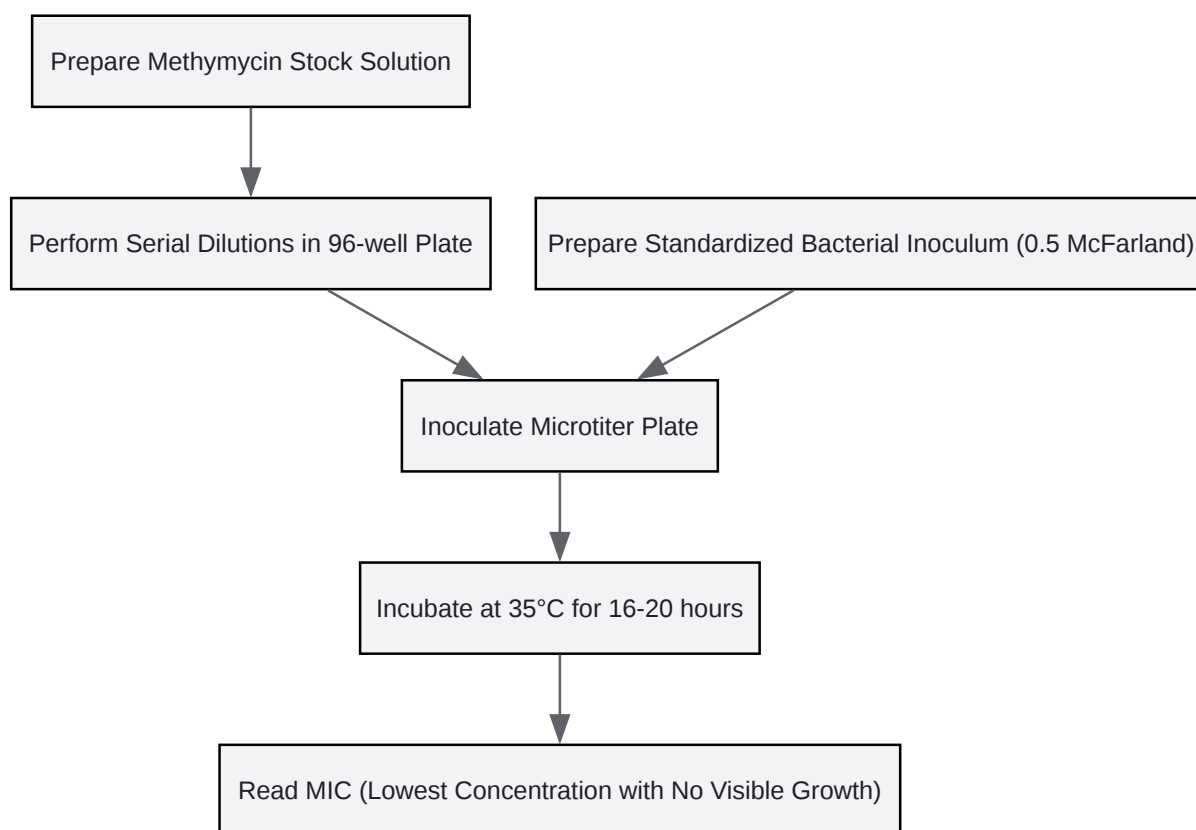 Prepare Methymycin Stock Solution
Perform Serial Dilutions in 96-well Plate
Prepare Standardized Bacterial Inoculum (0.5 McFarland)
Inoculate Microtiter Plate
Incubate at 35°C for 16-20 hours
Read MIC (Lowest Concentration with No Visible Growth)